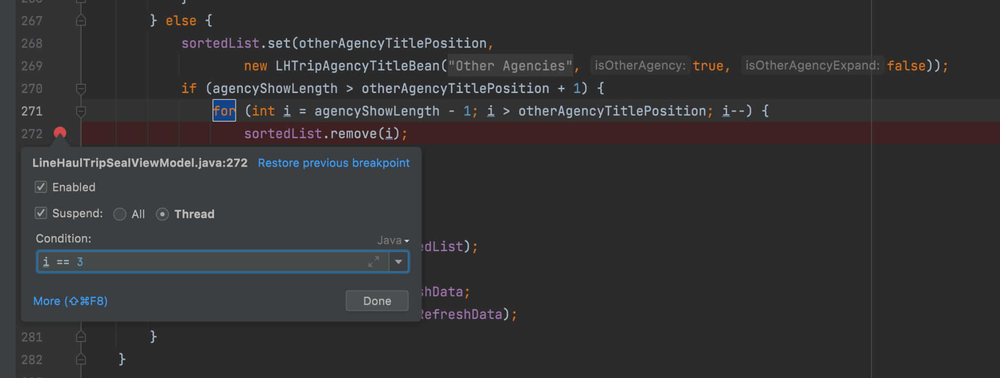 267 } else {
268 sortedList.set(otherAgencyTitlePosition,
269 new LHTripAgencyTitleBean("Other Agencies", isOtherAgency: true, isOtherAgencyExpand: false));
270 if (agencyShowLength > otherAgencyTitlePosition + 1) {
271 for (int i = agencyShowLength - 1; i > otherAgencyTitlePosition; i--) {
272 sortedList.remove(i);
LineHaulTripSealViewModel.java:272 Restore previous breakpoint
Enabled
Suspend: All Thread
Condition: Java
edList);
i == 3
hData;
More (⇧⌘F8) Done
RefreshData);
281 }
282 }